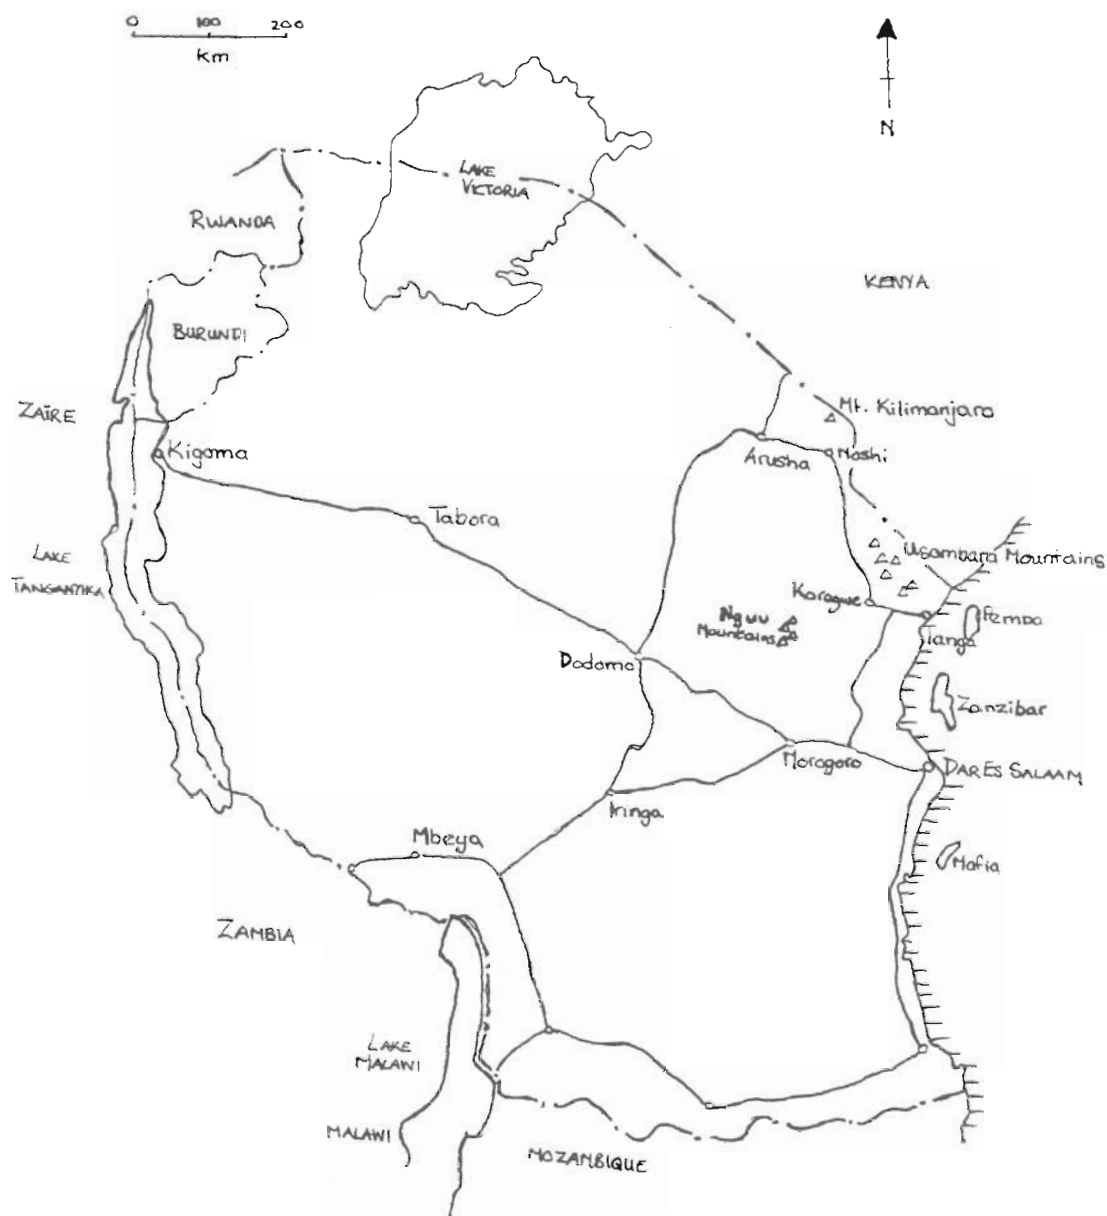 0 100 200
km
N
LAKE
VICTORIA
RWANDA
KENYA
BURUNDI
ZAÏRE
Mt. Kilimanjaro
Kigoma
Arusha
Moshi
Tabora
LAKE
TANGANYIKA
Usambara Mountains
Korogwe
Pemba
Nguu
Mountains
Tanga
Dodoma
Zanzibar
Morogoro
DAR ES SALAAM
Iringa
Mbeya
Mafia
ZAMBIA
LAKE
MALAWI
MALAWI
MOZAMBIQUE